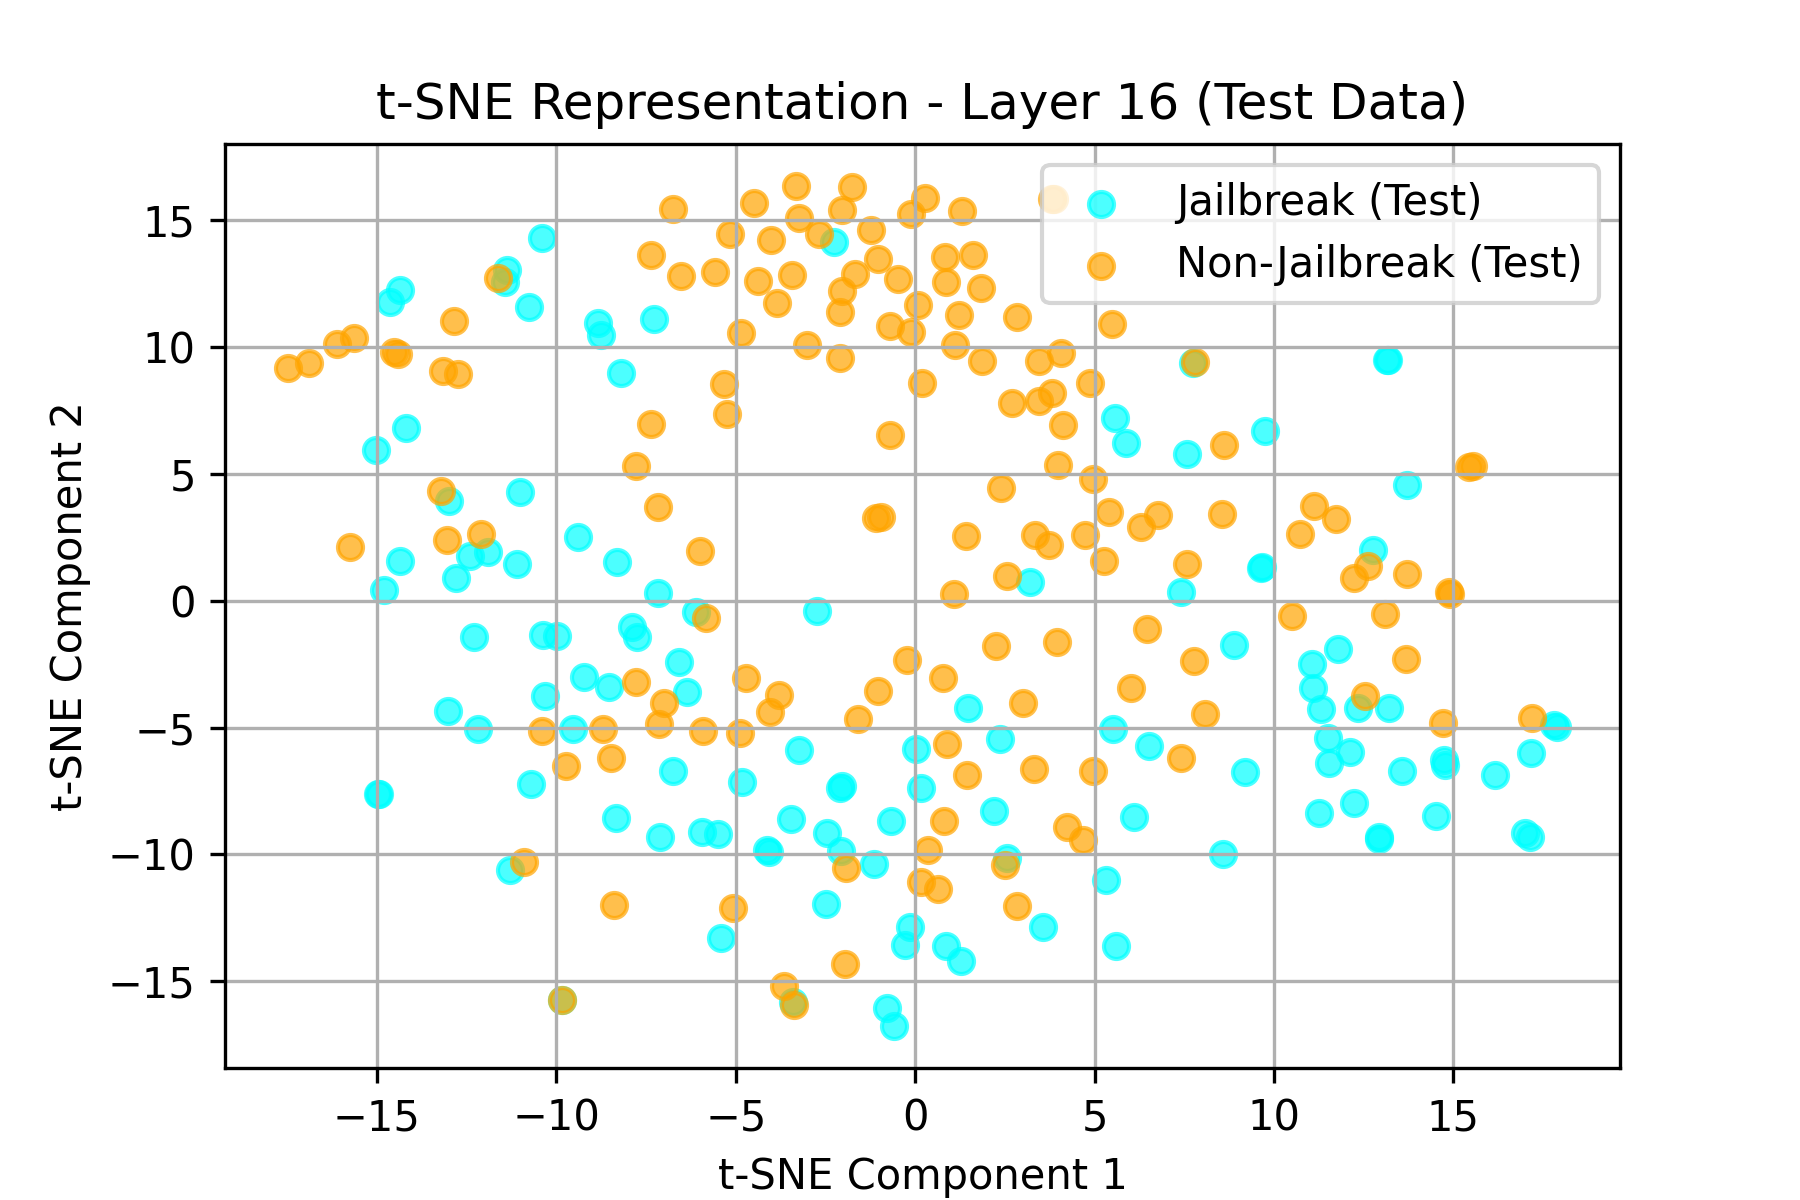 t-SNE Representation - Layer 16 (Test Data)
Jailbreak (Test)
Non-Jailbreak (Test)
t-SNE Component 2
15
10
5
0
−5
−10
−15
−15 −10 −5 0 5 10 15
t-SNE Component 1